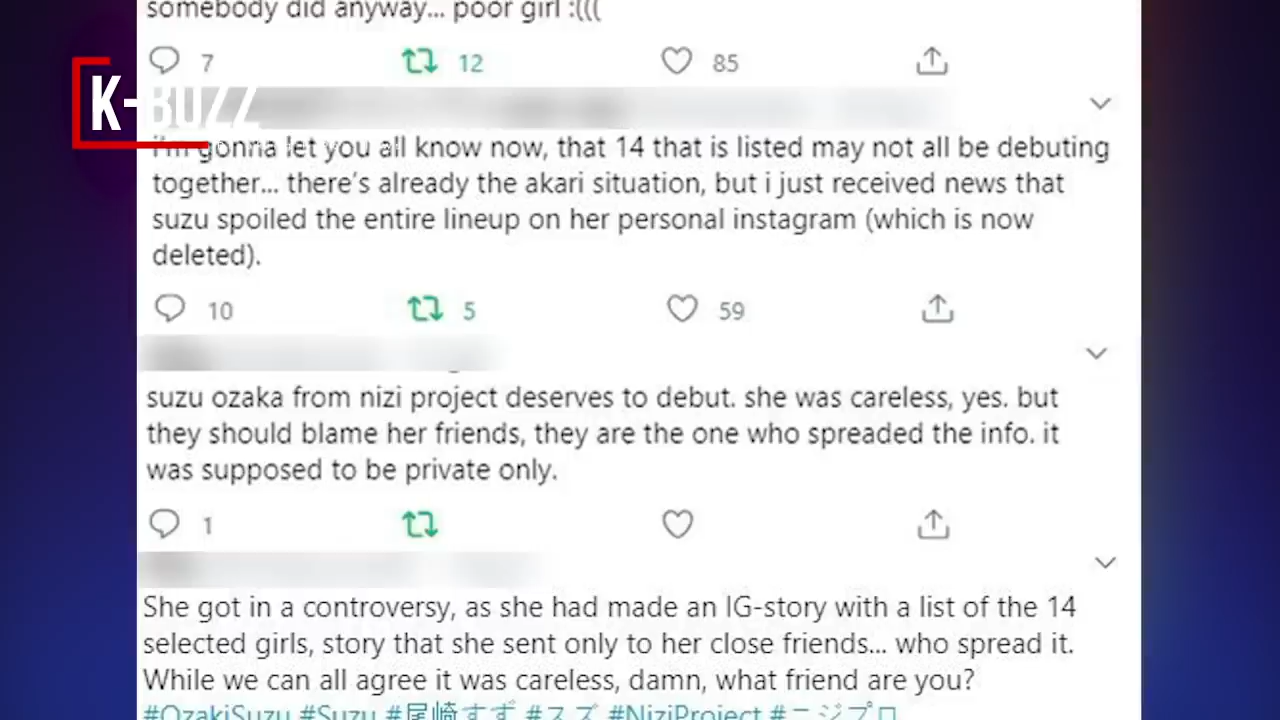 somebody did anyway... poor girl :(((
7 12 85
K-BUZZ
i'm gonna let you all know now, that 14 that is listed may not all be debuting
together... there's already the akari situation, but i just received news that
suzu spoiled the entire lineup on her personal instagram (which is now
deleted).
10 5 59
suzu ozaka from nizi project deserves to debut. she was careless, yes. but
they should blame her friends, they are the one who spreaded the info. it
was supposed to be private only.
1
She got in a controversy, as she had made an IG-story with a list of the 14
selected girls, story that she sent only to her close friends... who spread it.
While we can all agree it was careless, damn, what friend are you?
#OzakiSuzu #Suzu #尾崎すず #スズ #NiziProject #ニジプロ